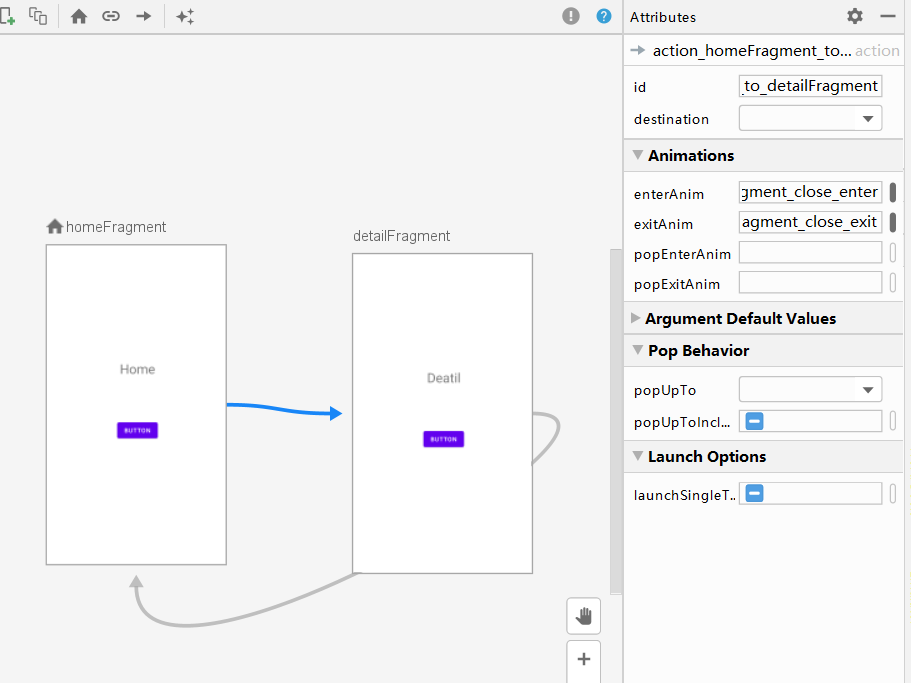 Attributes
action_homeFragment_to... action
id _to_detailFragment
destination
Animations
enterAnim gment_close_enter
exitAnim agment_close_exit
popEnterAnim
popExitAnim
Argument Default Values
Pop Behavior
popUpTo
popUpToIncl...
Launch Options
launchSingleT..
homeFragment
Home
BUTTON
detailFragment
Deatil
BUTTON